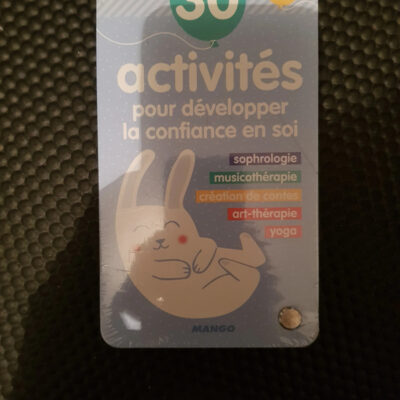 30
activités
pour développer
la confiance en soi
sophrologie
musicothérapie
création de contes
art-thérapie
yoga
MANGO